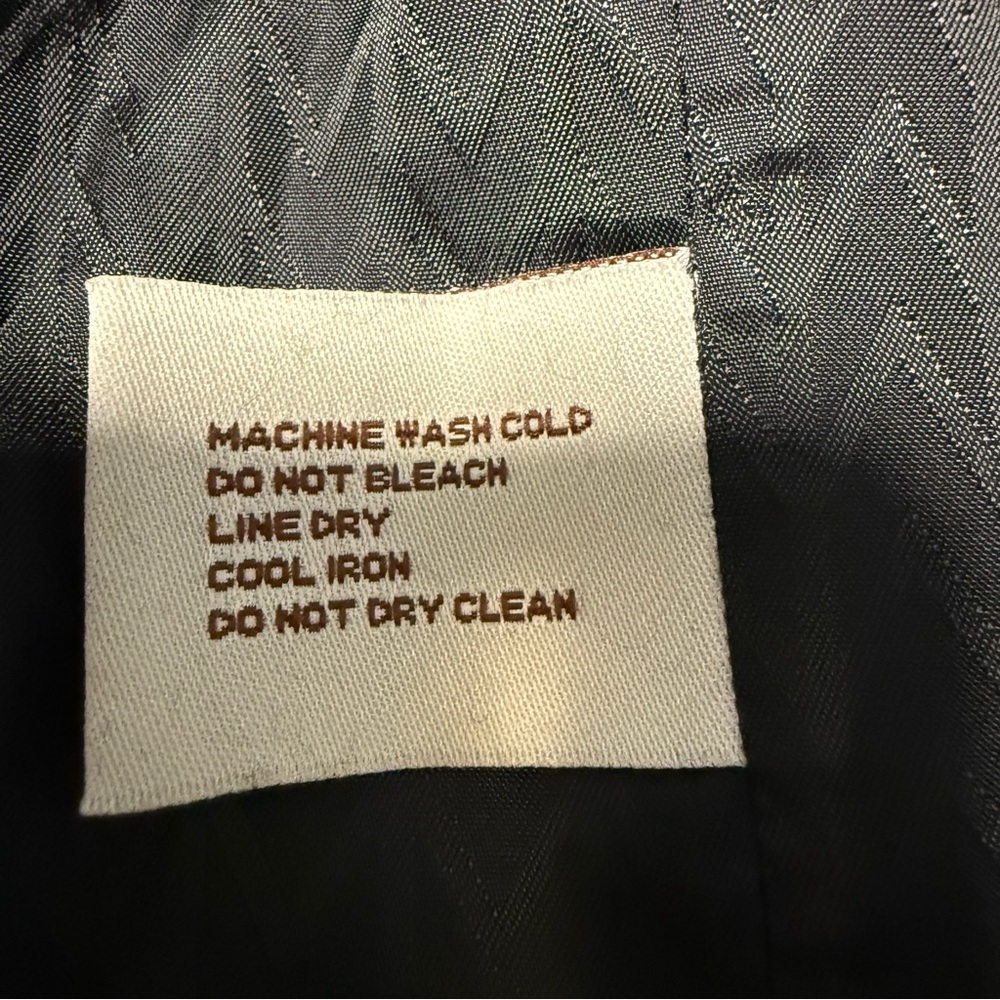 MACHINE WASH COLD
DO NOT BLEACH
LINE DRY
COOL IRON
DO NOT DRY CLEAN